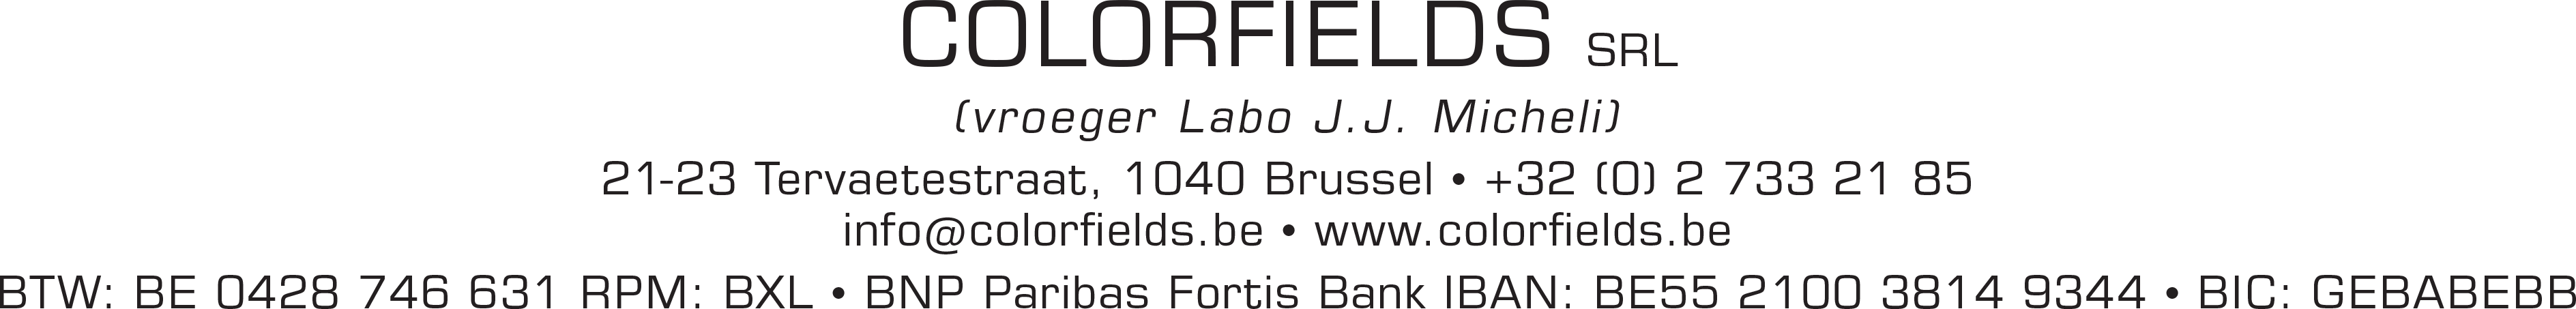 COLORFIELDS SRL
(vroeger Labo J.J. Micheli)
21-23 Tervaetestraat, 1040 Brussel • +32 (0) 2 733 21 85
info@colorfields.be • www.colorfields.be
BTW: BE 0428 746 631 RPM: BXL • BNP Paribas Fortis Bank IBAN: BE55 2100 3814 9344 • BIC: GEBABEBB